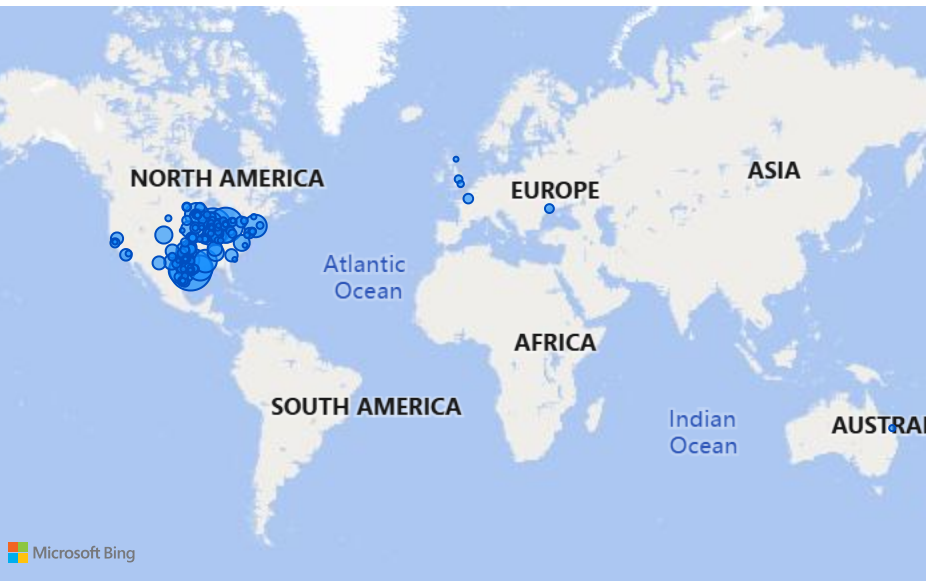 NORTH AMERICA
ASIA
EUROPE
Atlantic
Ocean
AFRICA
SOUTH AMERICA
Indian
Ocean
AUSTRA
Microsoft Bing